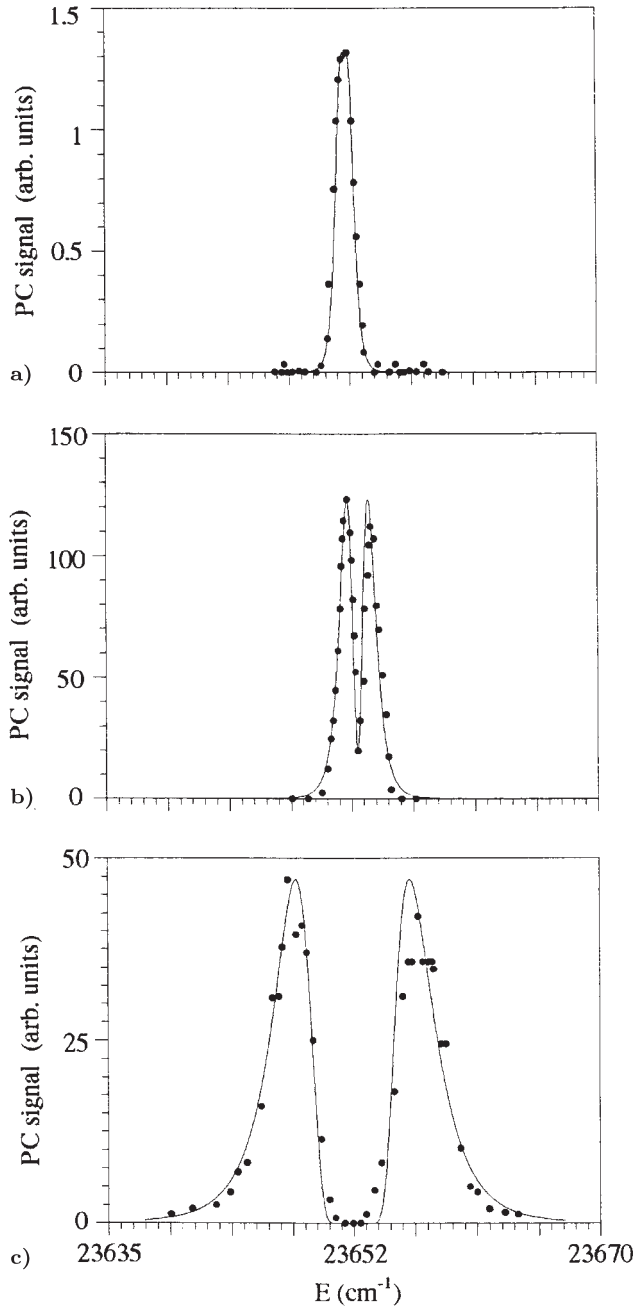 1.5
1
0.5
0
PC signal (arb. units)
a)
150
100
50
0
PC signal (arb. units)
b)
50
25
0
PC signal (arb. units)
c)
23635 23652 23670
E (cm⁻¹)